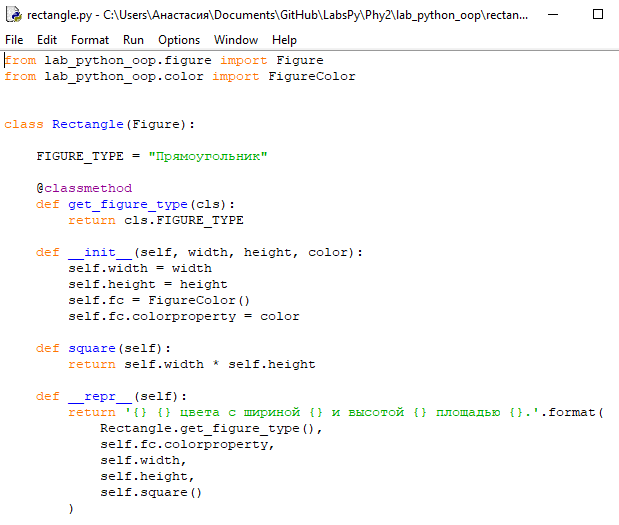 rectangle.py - C:\Users\Анастасия\Documents\GitHub\LabsPy\Phy2\lab_python_oop\rectan...
File Edit Format Run Options Window Help
from lab_python_oop.figure import Figure
from lab_python_oop.color import FigureColor
class Rectangle(Figure):
    FIGURE_TYPE = "Прямоугольник"
    @classmethod
    def get_figure_type(cls):
        return cls.FIGURE_TYPE
    def __init__(self, width, height, color):
        self.width = width
        self.height = height
        self.fc = FigureColor()
        self.fc.colorproperty = color
    def square(self):
        return self.width * self.height
    def __repr__(self):
        return '{} {} цвета с шириной {} и высотой {} площадью {}.'.format(
            Rectangle.get_figure_type(),
            self.fc.colorproperty,
            self.width,
            self.height,
            self.square()
        )